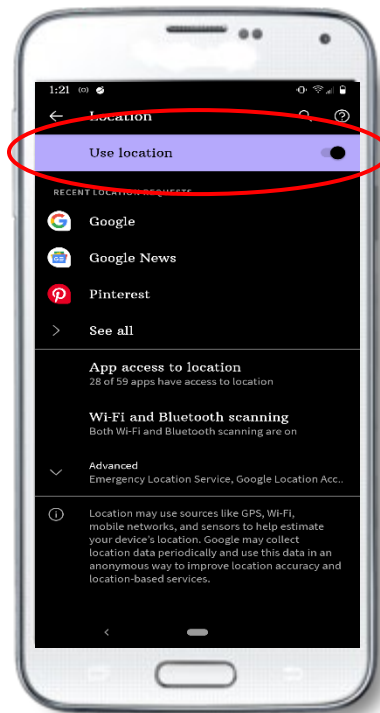 1:21
Location
Use location
RECENT LOCATION REQUESTS
Google
Google News
Pinterest
See all
App access to location
28 of 59 apps have access to location
Wi-Fi and Bluetooth scanning
Both Wi-Fi and Bluetooth scanning are on
Advanced
Emergency Location Service, Google Location Acc..
Location may use sources like GPS, Wi-Fi,
mobile networks, and sensors to help estimate
your device's location. Google may collect
location data periodically and use this data in an
anonymous way to improve location accuracy and
location-based services.